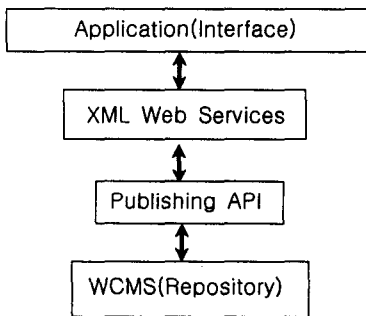 Application(Interface)
XML Web Services
Publishing API
WCMS(Repository)